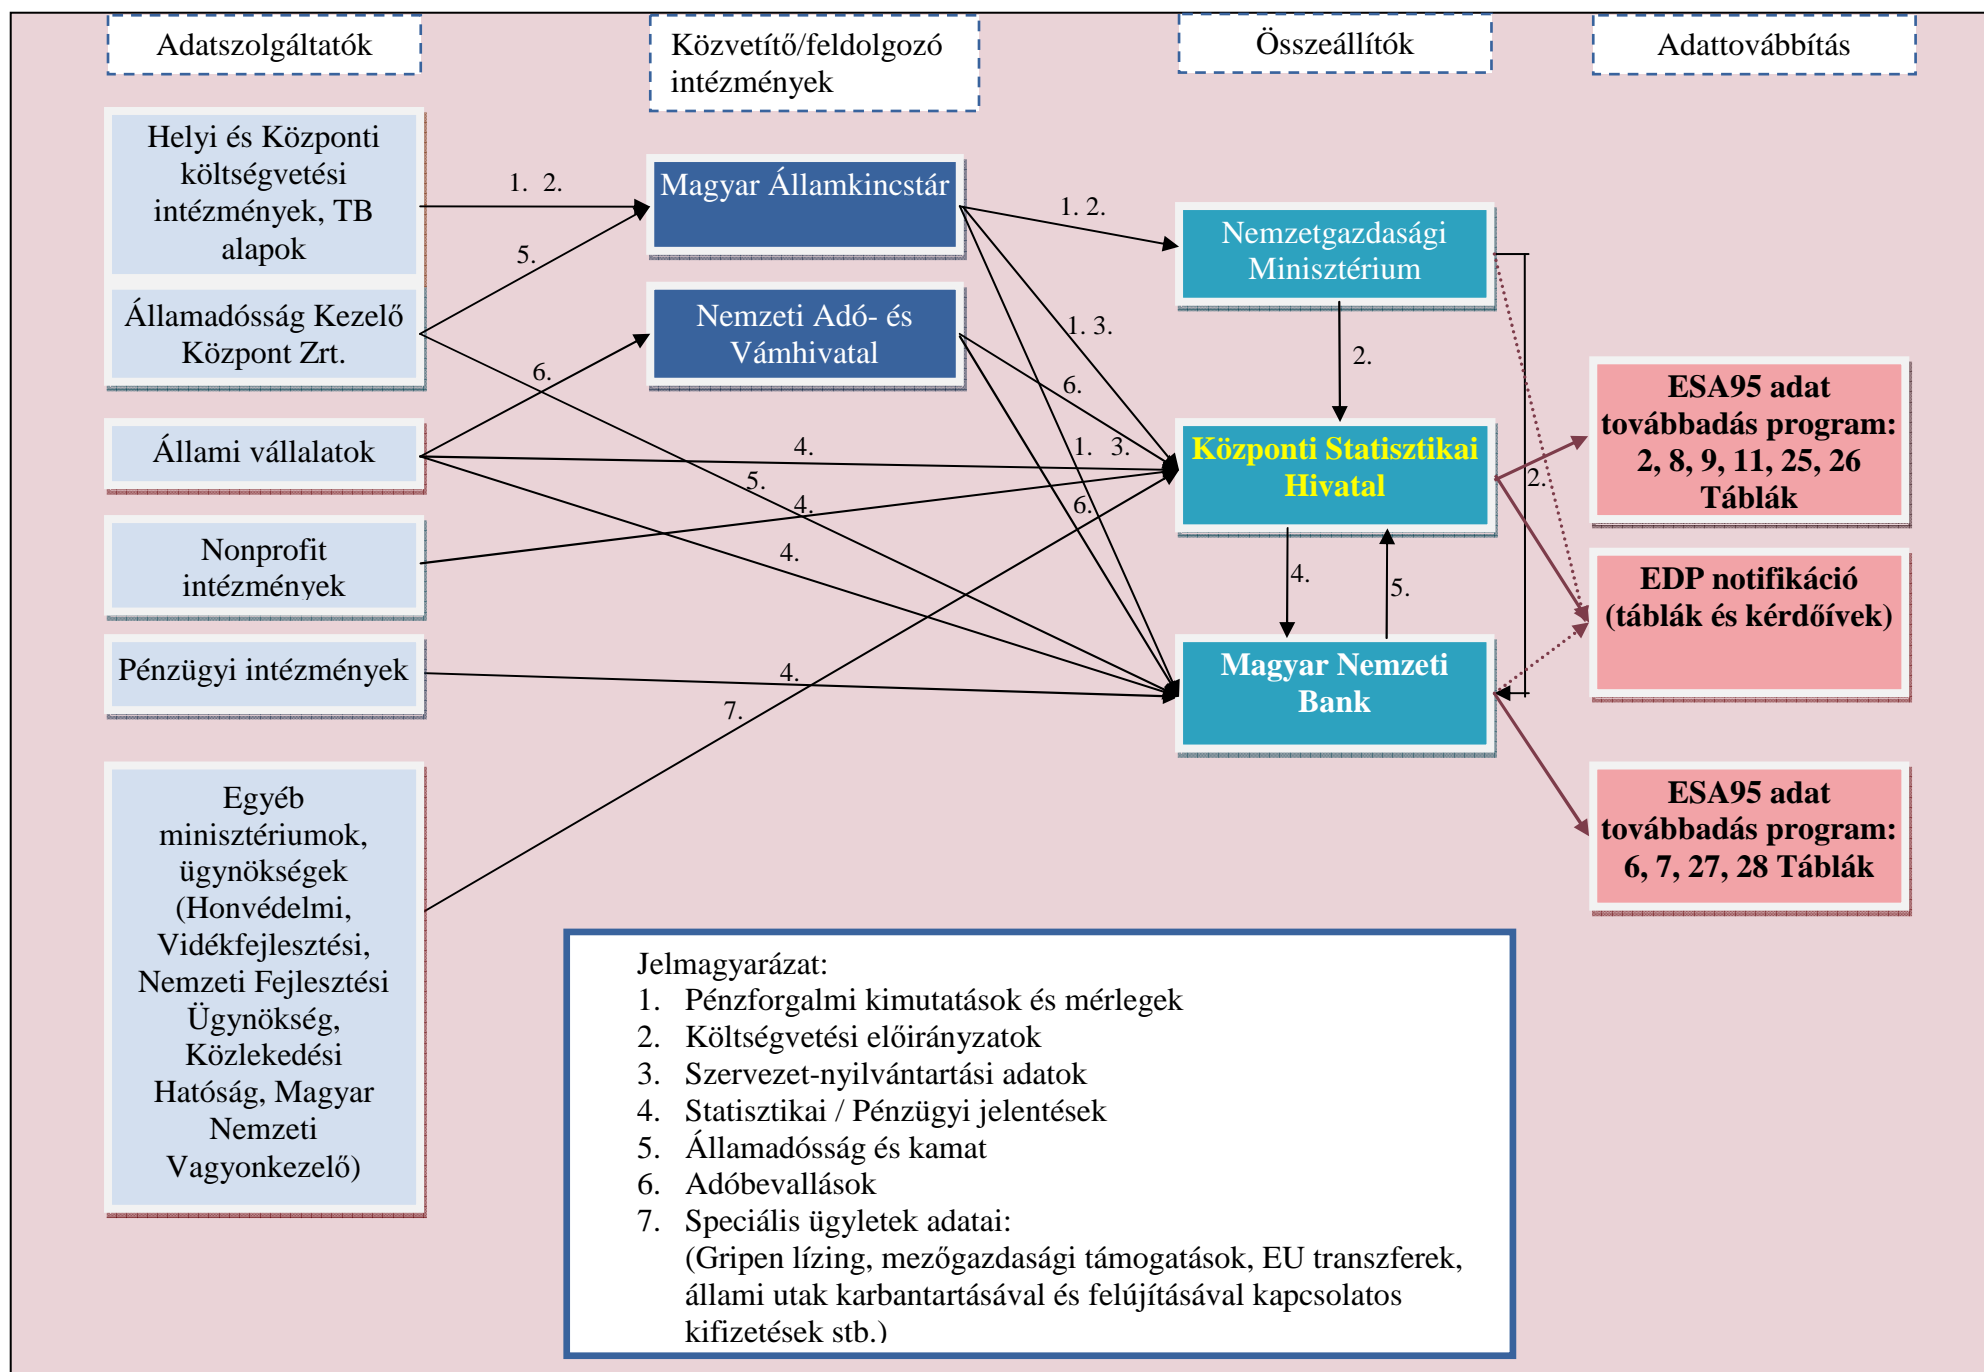 Adatszolgáltatók
Közvetítő/feldolgozó
intézmények
Összeállítók
Adattovábbítás
Helyi és Központi
költségvetési
intézmények, TB
alapok
Államadósság Kezelő
Központ Zrt.
Állami vállalatok
Nonprofit
intézmények
Pénzügyi intézmények
Egyéb
minisztériumok,
ügynökségek
(Honvédelmi,
Vidékfejlesztési,
Nemzeti Fejlesztési
Ügynökség,
Közlekedési
Hatóság, Magyar
Nemzeti
Vagyonkezelő)
1. 2.
5.
6.
4.
5.
4.
4.
4.
7.
Magyar Államkincstár
Nemzeti Adó- és
Vámhivatal
1. 2.
1. 3.
6.
1. 3.
6.
Nemzetgazdasági
Minisztérium
2.
Központi Statisztikai
Hivatal
4.
5.
2.
2.
Magyar Nemzeti
Bank
ESA95 adat
továbbadás program:
2, 8, 9, 11, 25, 26
Táblák
EDP notifikáció
(táblák és kérdőívek)
ESA95 adat
továbbadás program:
6, 7, 27, 28 Táblák
Jelmagyarázat:
1. Pénzforgalmi kimutatások és mérlegek
2. Költségvetési előirányzatok
3. Szervezet-nyilvántartási adatok
4. Statisztikai / Pénzügyi jelentések
5. Államadósság és kamat
6. Adóbevallások
7. Speciális ügyletek adatai:
(Gripen lízing, mezőgazdasági támogatások, EU transzferek,
állami utak karbantartásával és felújításával kapcsolatos
kifizetések stb.)